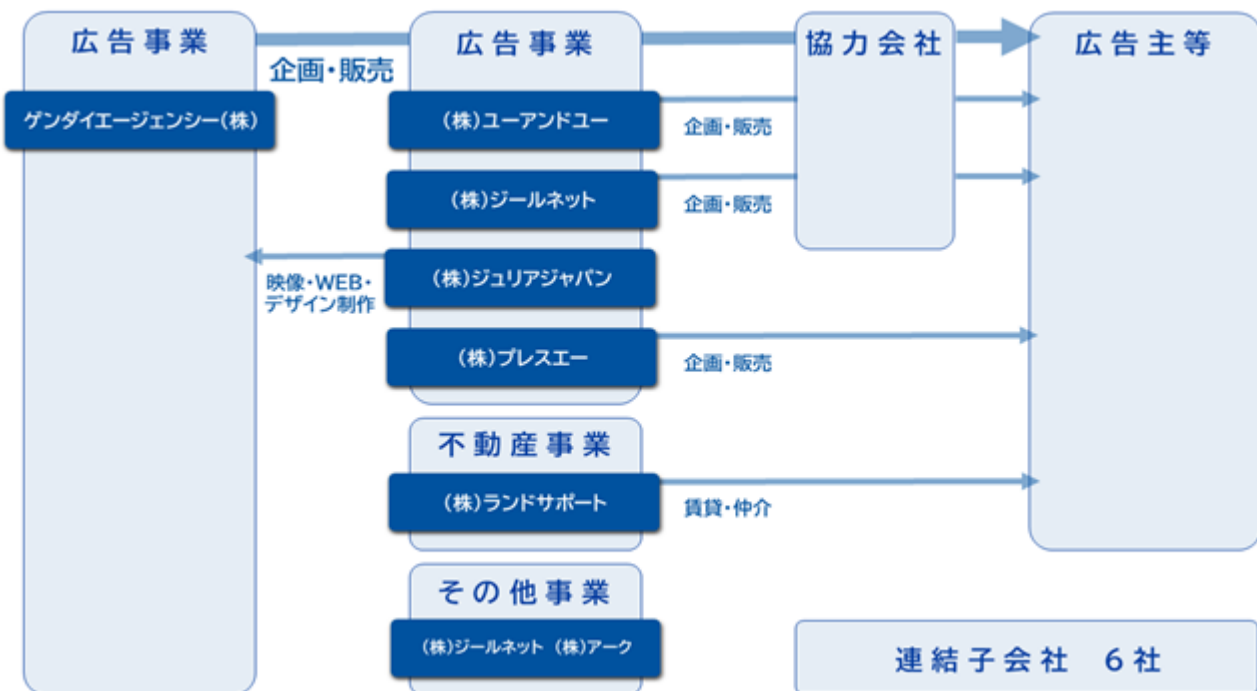 広告事業
企画・販売
広告事業
協力会社
広告主等
ゲンダイエージェンシー(株)
(株)ユーアンドユー
企画・販売
(株)ジールネット
企画・販売
(株)ジュリアジャパン
映像・WEB・
デザイン制作
(株)プレスエー
企画・販売
不動産事業
(株)ランドサポート
賃貸・仲介
その他事業
(株)ジールネット (株)アーク
連結子会社 6社